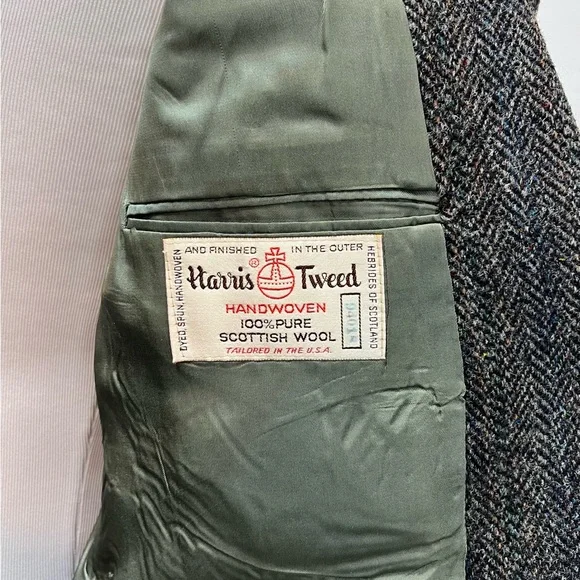 DYED, SPUN, HANDWOVEN
AND FINISHED IN THE OUTER
HEBRIDES OF SCOTLAND
Harris ® Tweed
HANDWOVEN
100% PURE
SCOTTISH WOOL
TAILORED IN THE U.S.A.